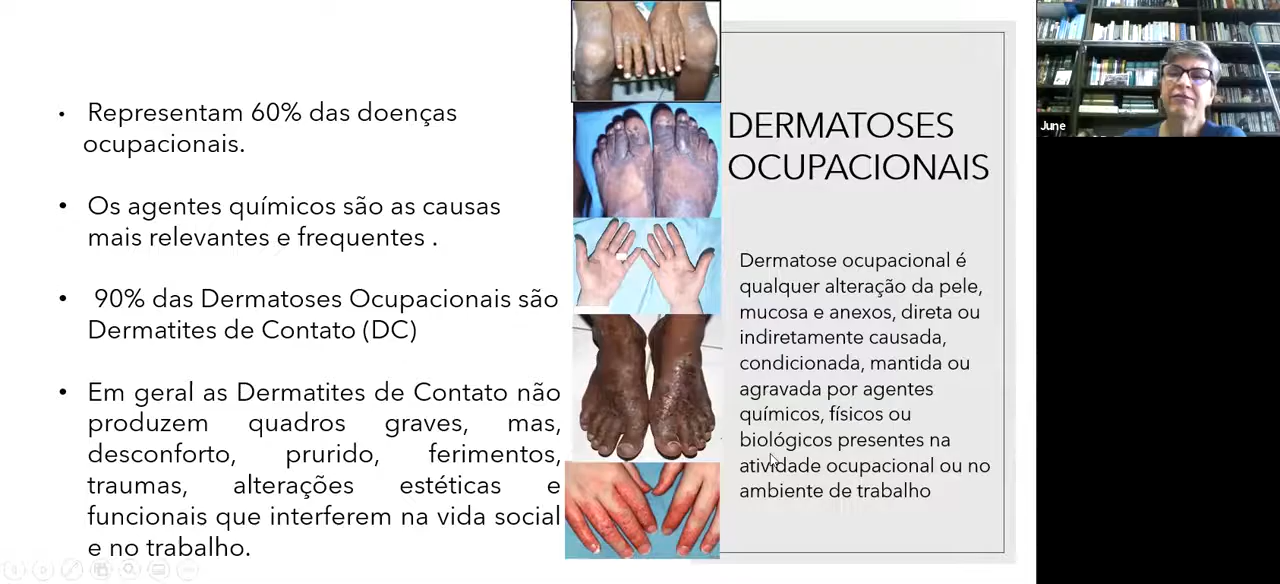 • Representam 60% das doenças
ocupacionais.
• Os agentes químicos são as causas
mais relevantes e frequentes .
• 90% das Dermatoses Ocupacionais são
Dermatites de Contato (DC)
• Em geral as Dermatites de Contato não
produzem quadros graves, mas,
desconforto, prurido, ferimentos,
traumas, alterações estéticas e
funcionais que interferem na vida social
e no trabalho.
DERMATOSES
OCUPACIONAIS
Dermatose ocupacional é
qualquer alteração da pele,
mucosa e anexos, direta ou
indiretamente causada,
condicionada, mantida ou
agravada por agentes
químicos, físicos ou
biológicos presentes na
atividade ocupacional ou no
ambiente de trabalho
June